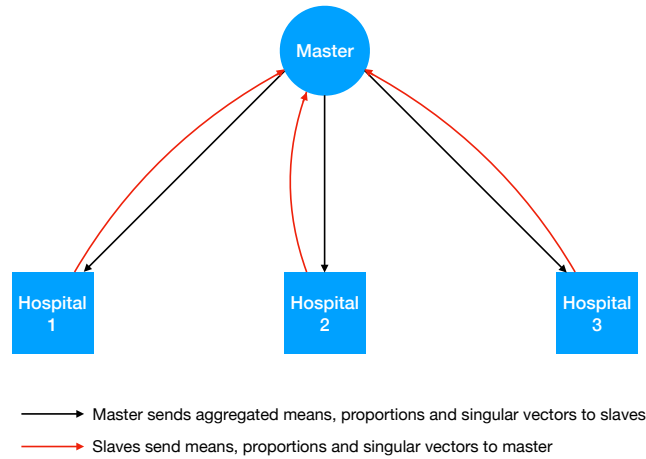 Master
Hospital
1
Hospital
2
Hospital
3
Master sends aggregated means, proportions and singular vectors to slaves
Slaves send means, proportions and singular vectors to master